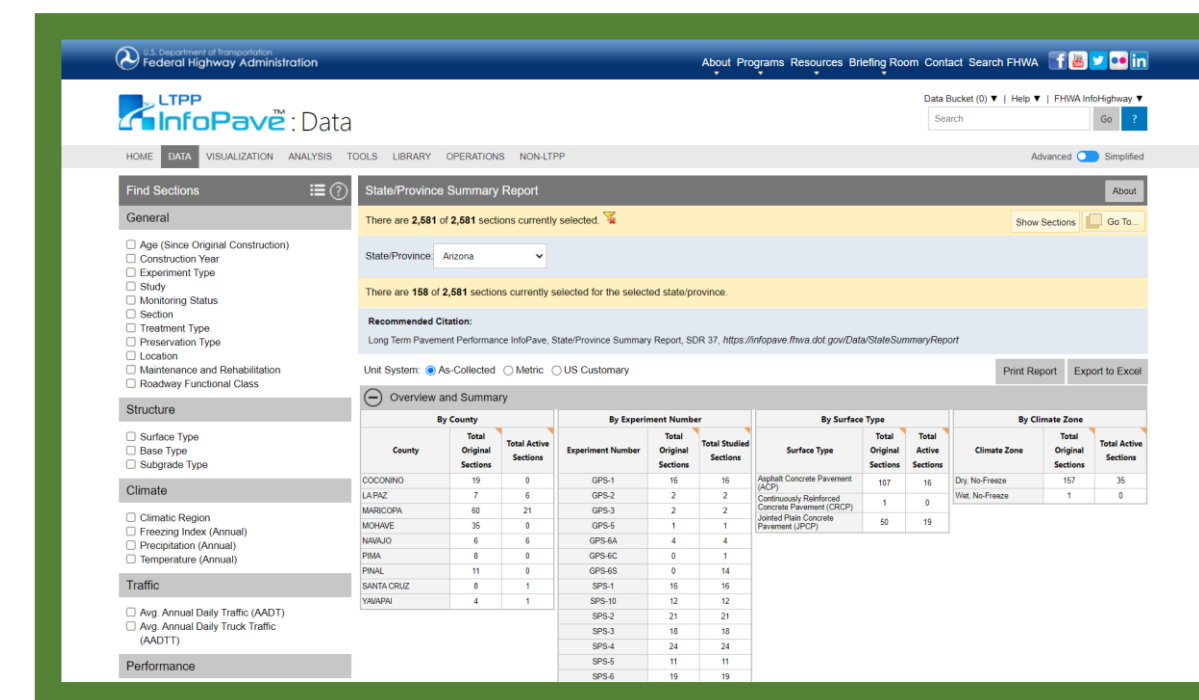 U.S. Department of Transportation
Federal Highway Administration
About Programs Resources Briefing Room Contact Search FHWA
LTPP
InfoPave™: Data
Data Bucket (0) ▼ | Help ▼ | FHWA InfoHighway ▼
Search Go ?
HOME DATA VISUALIZATION ANALYSIS TOOLS LIBRARY OPERATIONS NON-LTPP
Advanced Simplified
Find Sections
General
Age (Since Original Construction)
Construction Year
Experiment Type
Study
Monitoring Status
Section
Treatment Type
Preservation Type
Location
Maintenance and Rehabilitation
Roadway Functional Class
Structure
Surface Type
Base Type
Subgrade Type
Climate
Climatic Region
Freezing Index (Annual)
Precipitation (Annual)
Temperature (Annual)
Traffic
Avg. Annual Daily Traffic (AADT)
Avg. Annual Daily Truck Traffic
(AADTT)
Performance
State/Province Summary Report
About
There are 2,581 of 2,581 sections currently selected.
Show Sections Go To...
State/Province: Arizona
There are 158 of 2,581 sections currently selected for the selected state/province.
Recommended Citation:
Long Term Pavement Performance InfoPave, State/Province Summary Report, SDR 37, https://infopave.fhwa.dot.gov/Data/StateSummaryReport
Unit System: As-Collected Metric US Customary
Print Report Export to Excel
Overview and Summary
By County
County Total Original Sections Total Active Sections
COCONINO 19 0
LA PAZ 7 6
MARICOPA 60 21
MOHAVE 35 0
NAVAJO 6 6
PIMA 8 0
PINAL 11 0
SANTA CRUZ 8 1
YAVAPAI 4 1
By Experiment Number
Experiment Number Total Original Sections Total Studied Sections
GPS-1 16 16
GPS-2 2 2
GPS-3 2 2
GPS-5 1 1
GPS-6A 4 4
GPS-6C 0 1
GPS-6S 0 14
SPS-1 16 16
SPS-10 12 12
SPS-2 21 21
SPS-3 18 18
SPS-4 24 24
SPS-5 11 11
SPS-6 19 19
By Surface Type
Surface Type Total Original Sections Total Active Sections
Asphalt Concrete Pavement (ACP) 107 16
Continuously Reinforced Concrete Pavement (CRCP) 1 0
Jointed Plain Concrete Pavement (JPCP) 50 19
By Climate Zone
Climate Zone Total Original Sections Total Active Sections
Dry, No-Freeze 157 35
Wet, No-Freeze 1 0